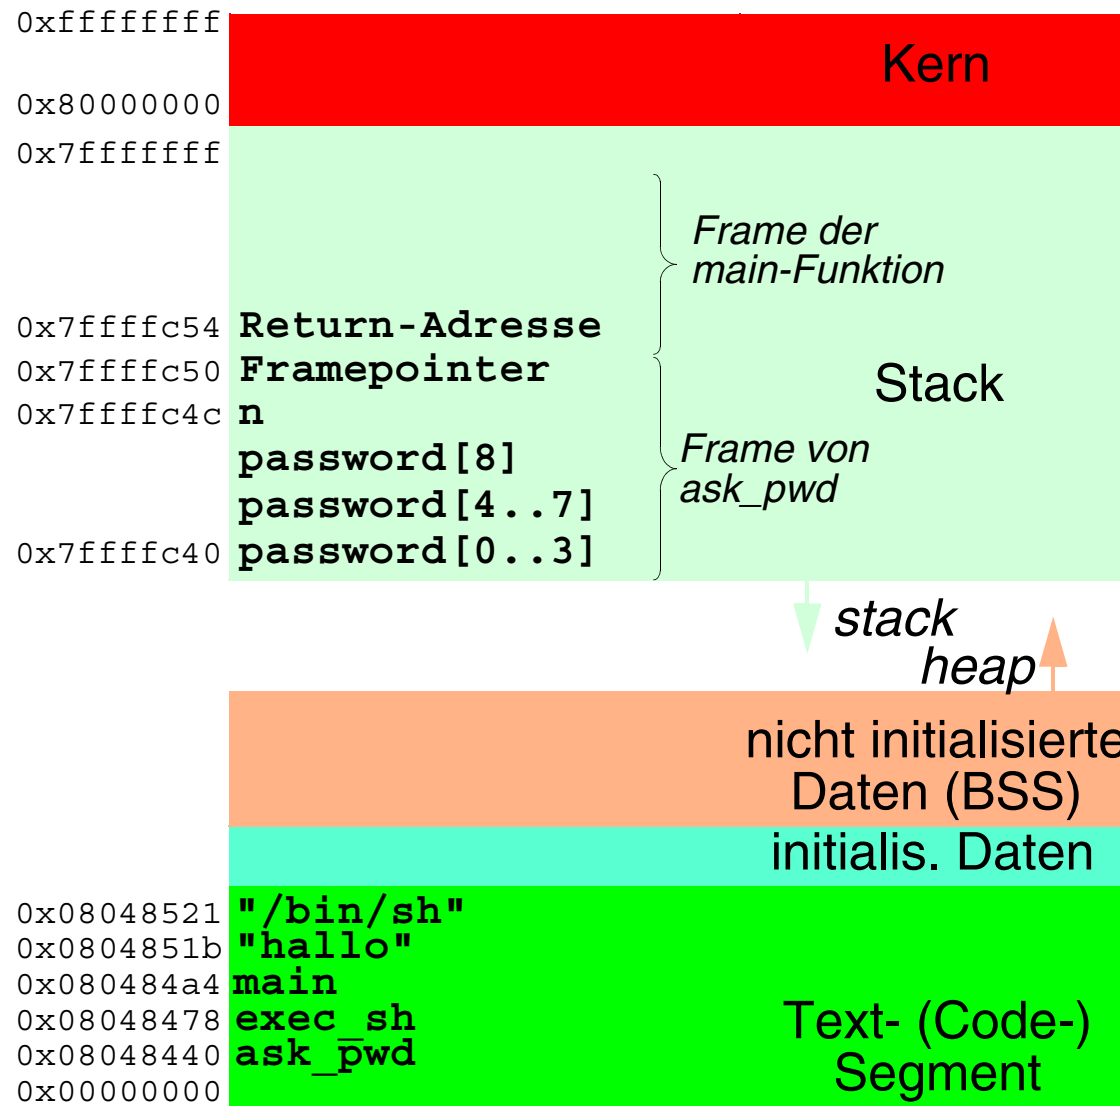 0xffffffff
Kern
0x80000000
0x7fffffff
Frame der
main-Funktion
0x7ffffc54 Return-Adresse
0x7ffffc50 Framepointer
Stack
0x7ffffc4c n
password[8]
Frame von
password[4..7]
ask_pwd
0x7ffffc40 password[0..3]
stack
heap
nicht initialisierte
Daten (BSS)
initialis. Daten
0x08048521 "/bin/sh"
0x0804851b "hallo"
0x080484a4 main
0x08048478 exec_sh
Text- (Code-)
0x08048440 ask_pwd
Segment
0x00000000